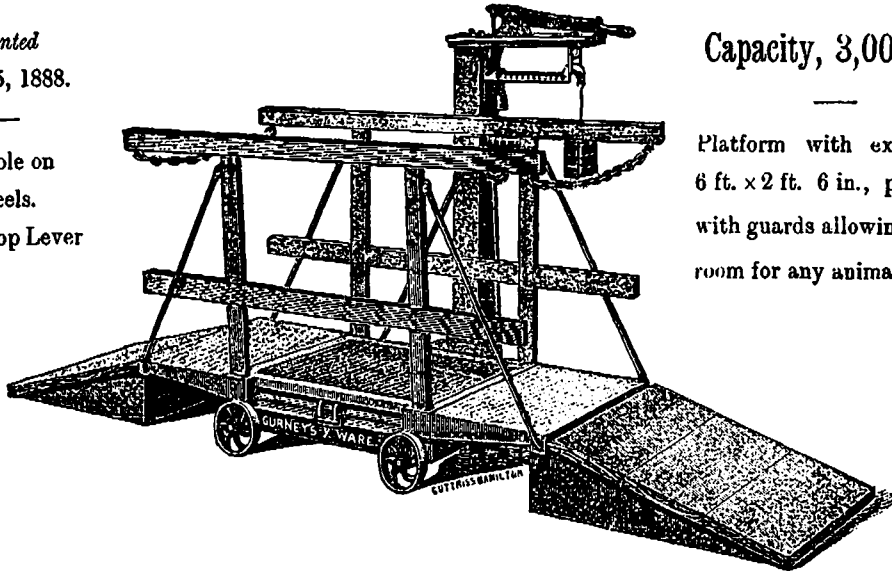 nted
5, 1888.
ble on
eels.
op Lever
Capacity, 3,00
Platform with ex
6 ft. × 2 ft. 6 in., p
with guards allowin
room for any anima
GURNEYS & WARE